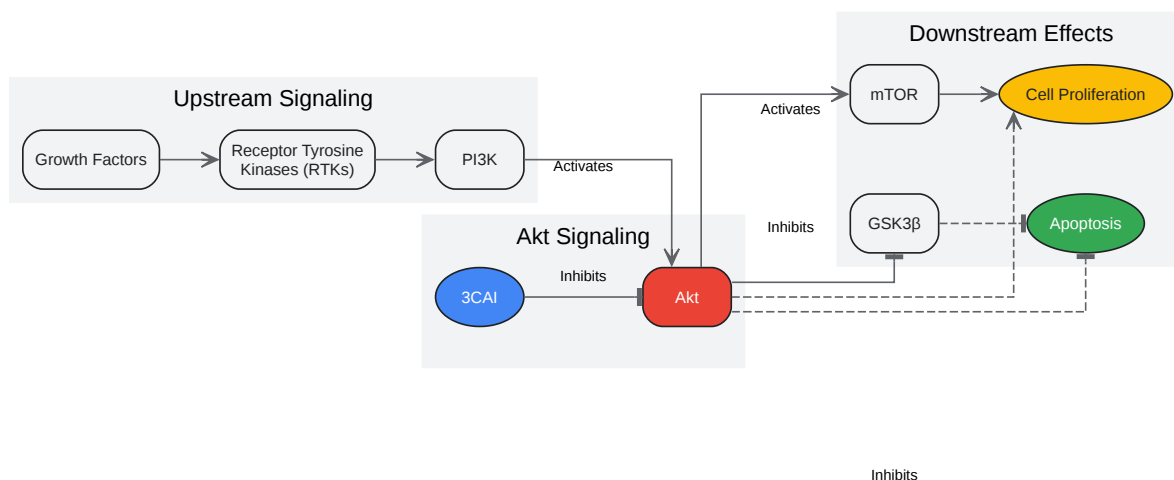 Downstream Effects
Upstream Signaling
mTOR
Cell Proliferation
Activates
Growth Factors
Receptor Tyrosine
Kinases (RTKs)
PI3K
Activates
Inhibits
GSK3β
Apoptosis
Akt Signaling
Inhibits
3CAI
Akt
Inhibits